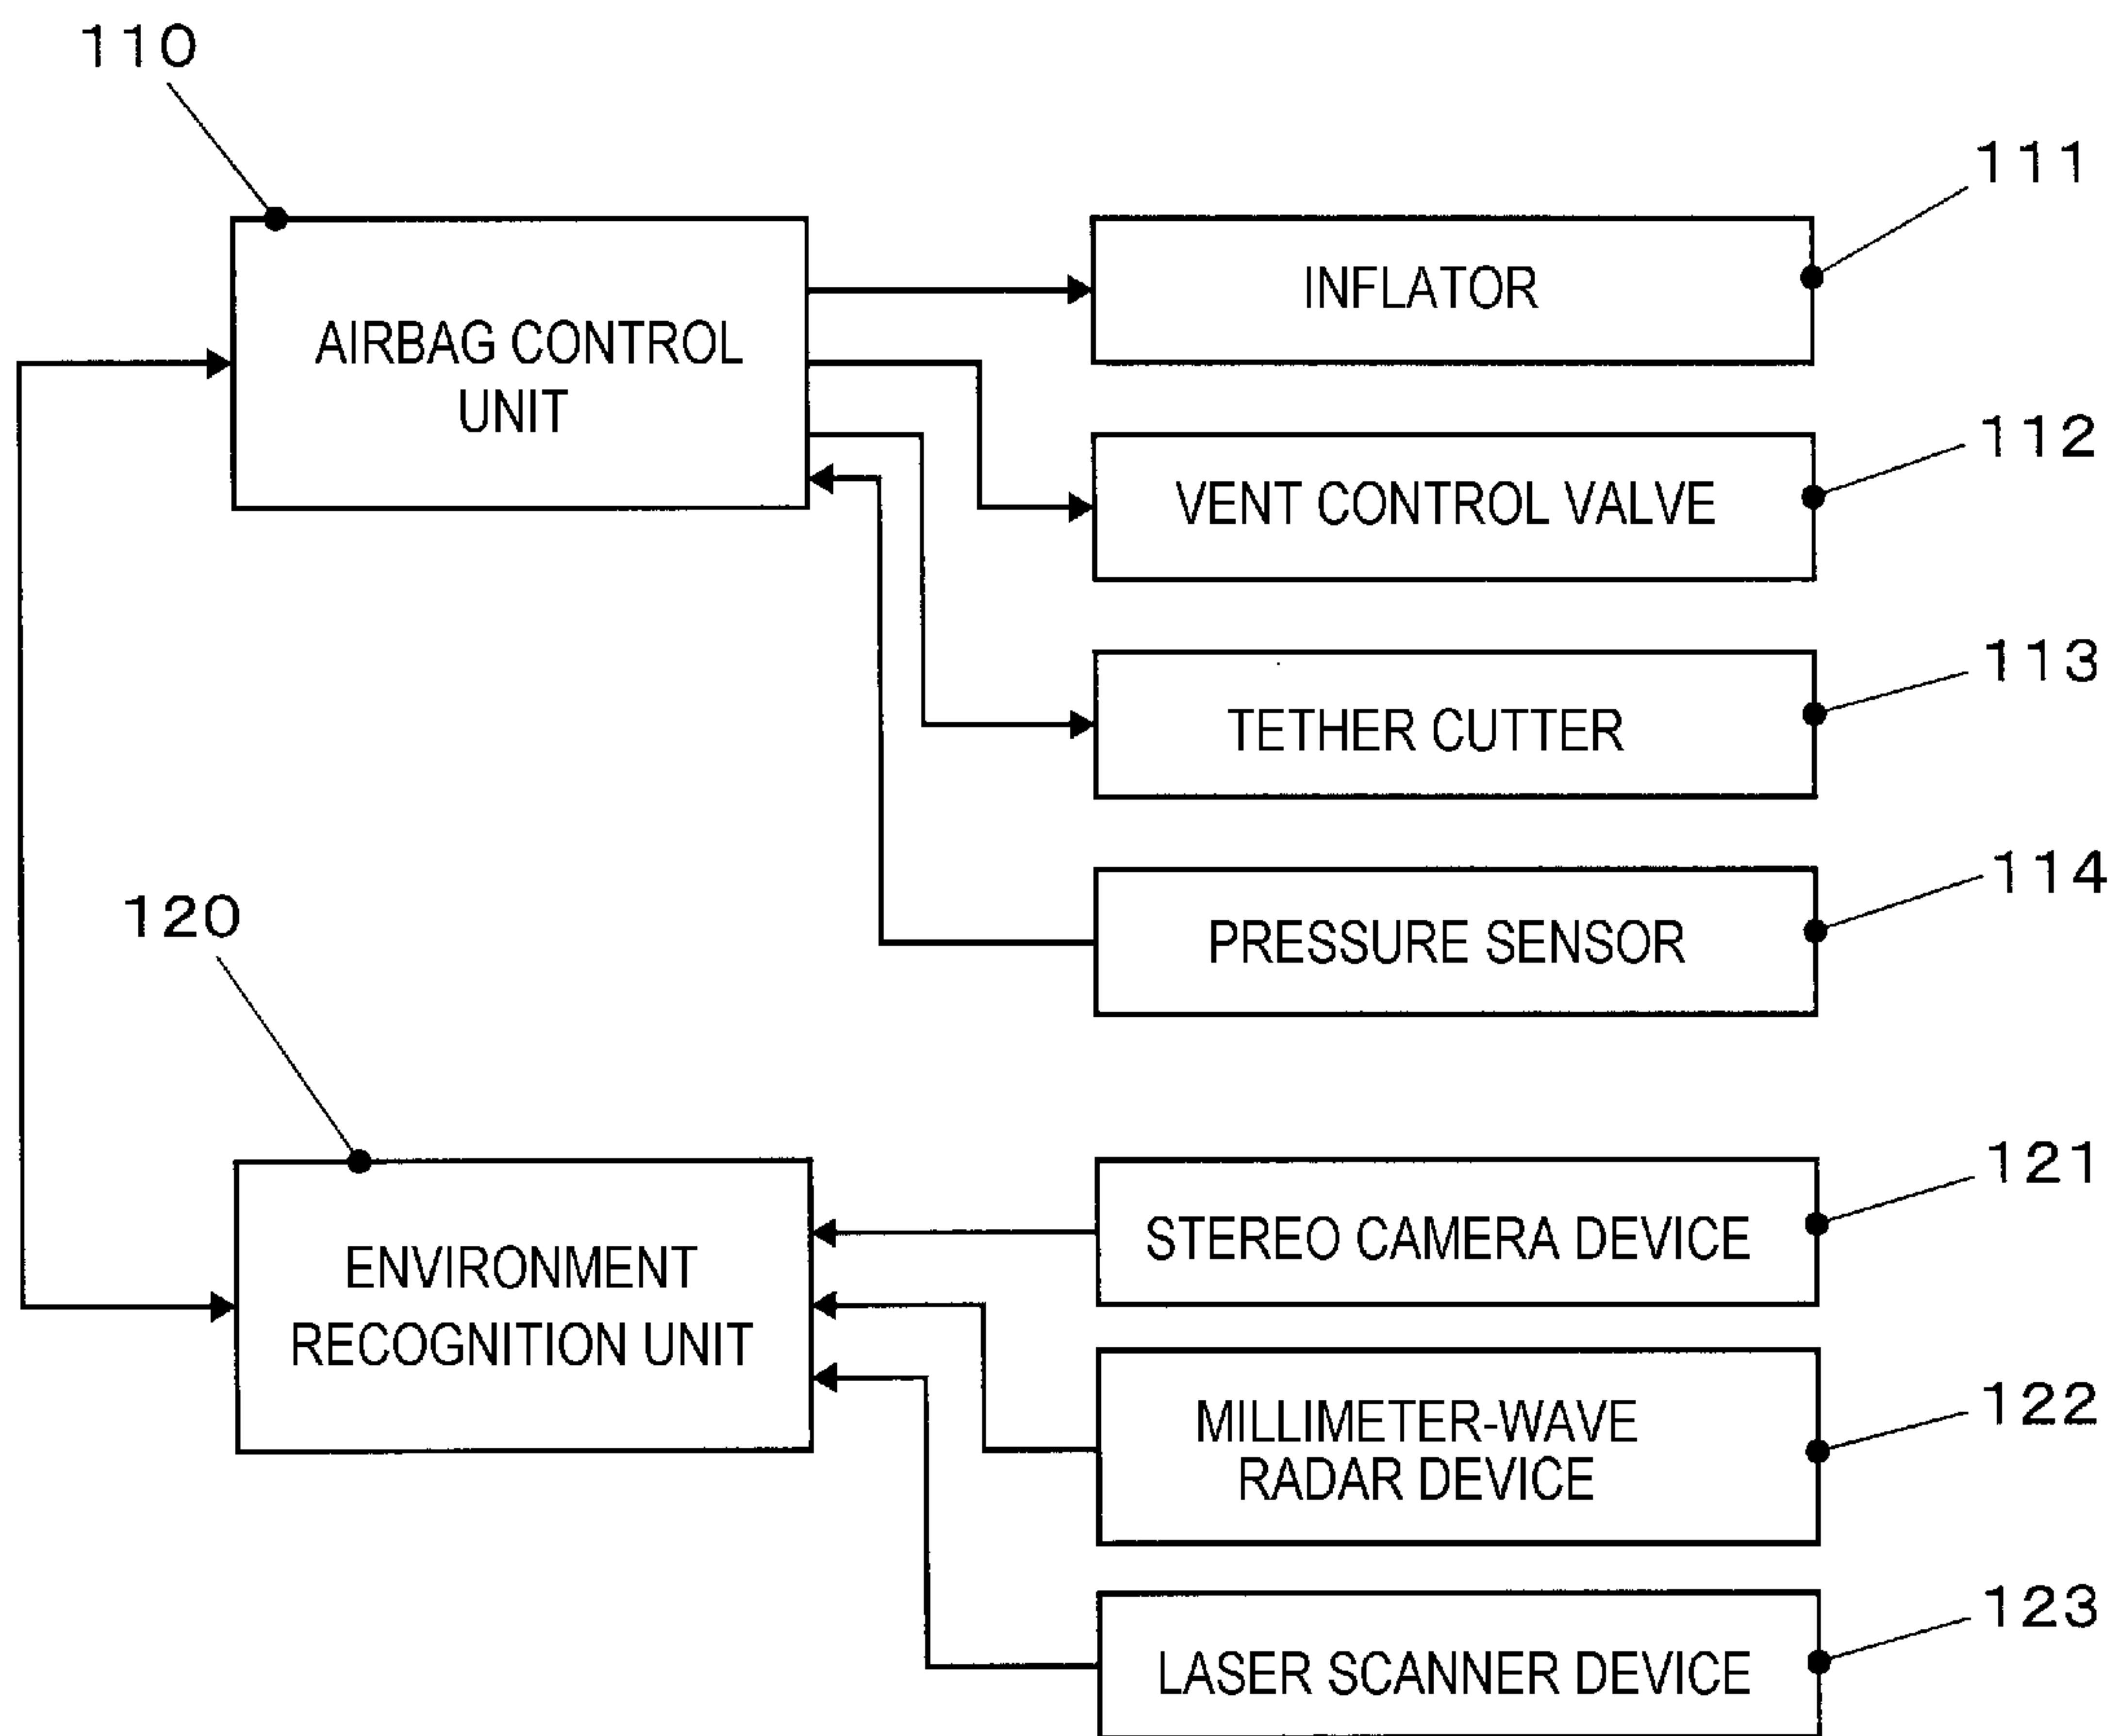 110
111
INFLATOR
AIRBAG CONTROL
UNIT
112
VENT CONTROL VALVE
113
TETHER CUTTER
114
PRESSURE SENSOR
120
121
STEREO CAMERA DEVICE
ENVIRONMENT
RECOGNITION UNIT
122
MILLIMETER-WAVE
RADAR DEVICE
123
LASER SCANNER DEVICE